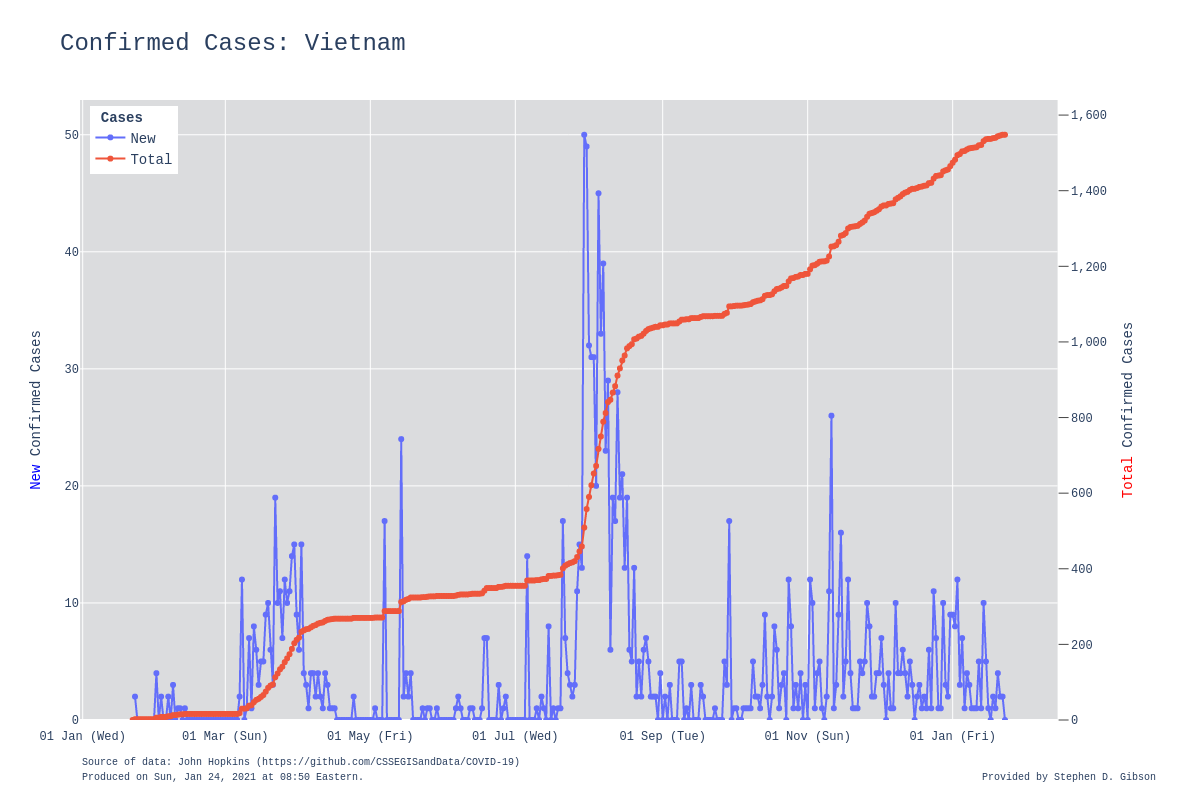 Confirmed Cases: Vietnam
Cases
New
Total
50
40
30
20
10
0
1,600
1,400
1,200
1,000
800
600
400
200
0
New Confirmed Cases
Total Confirmed Cases
01 Jan (Wed) 01 Mar (Sun) 01 May (Fri) 01 Jul (Wed) 01 Sep (Tue) 01 Nov (Sun) 01 Jan (Fri)
Source of data: John Hopkins (https://github.com/CSSEGISandData/COVID-19)
Produced on Sun, Jan 24, 2021 at 08:50 Eastern.
Provided by Stephen D. Gibson